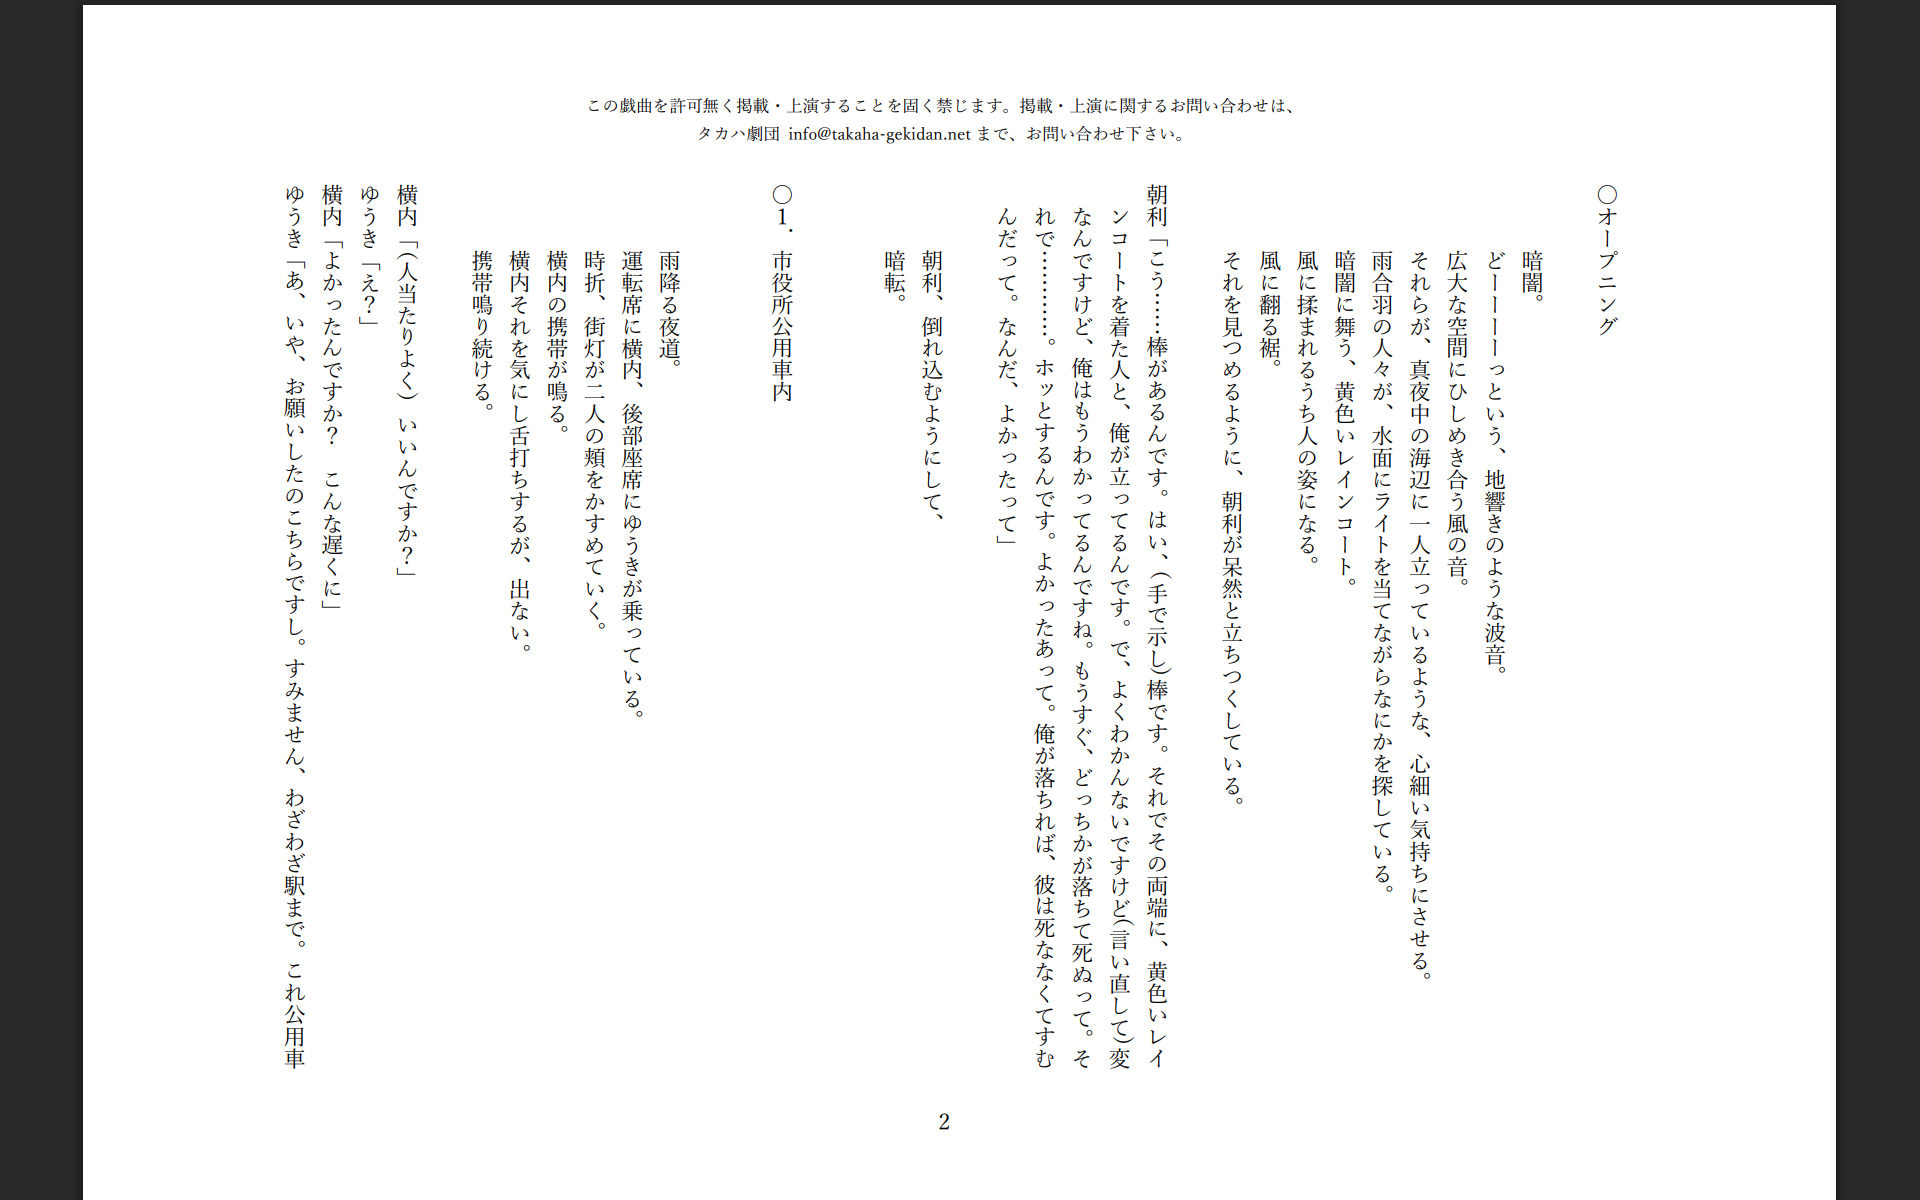 この戯曲を許可無く掲載・上演することを固く禁じます。掲載・上演に関するお問い合わせは、
タカハ劇団 info@takaha-gekidan.net まで、お問い合わせ下さい。
〇オープニング
暗闇。
どーーーーっという、地響きのような波音。
広大な空間にひしめき合う風の音。
それらが、真夜中の海辺に一人立っているような、心細い気持ちにさせる。
雨合羽の人々が、水面にライトを当てながらなにかを探している。
暗闇に舞う、黄色いレインコート。
風に揉まれるうち人の姿になる。
風に翻る裾。
それを見つめるように、朝利が呆然と立ちつくしている。
朝利「こう……棒があるんです。はい、（手で示し）棒です。それでその両端に、黄色いレイ
ンコートを着た人と、俺が立ってるんです。で、よくわかんないですけど（言い直して）変
なんですけど、俺はもうわかってるんですね。もうすぐ、どっちかが落ちて死ぬって。そ
れで…………。ホッとするんです。よかったあって。俺が落ちれば、彼は死ななくてすむ
んだって。なんだ、よかったって」
朝利、倒れ込むようにして、
暗転。
〇1．市役所公用車内
雨降る夜道。
運転席に横内、後部座席にゆうきが乗っている。
時折、街灯が二人の頬をかすめていく。
横内の携帯が鳴る。
横内それを気にし舌打ちするが、出ない。
携帯鳴り続ける。
横内「（人当たりよく）いいんですか？」
ゆうき「え？」
横内「よかったんですか？　こんな遅くに」
ゆうき「あ、いや、お願いしたのこちらですし。すみません、わざわざ駅まで。これ公用車
2